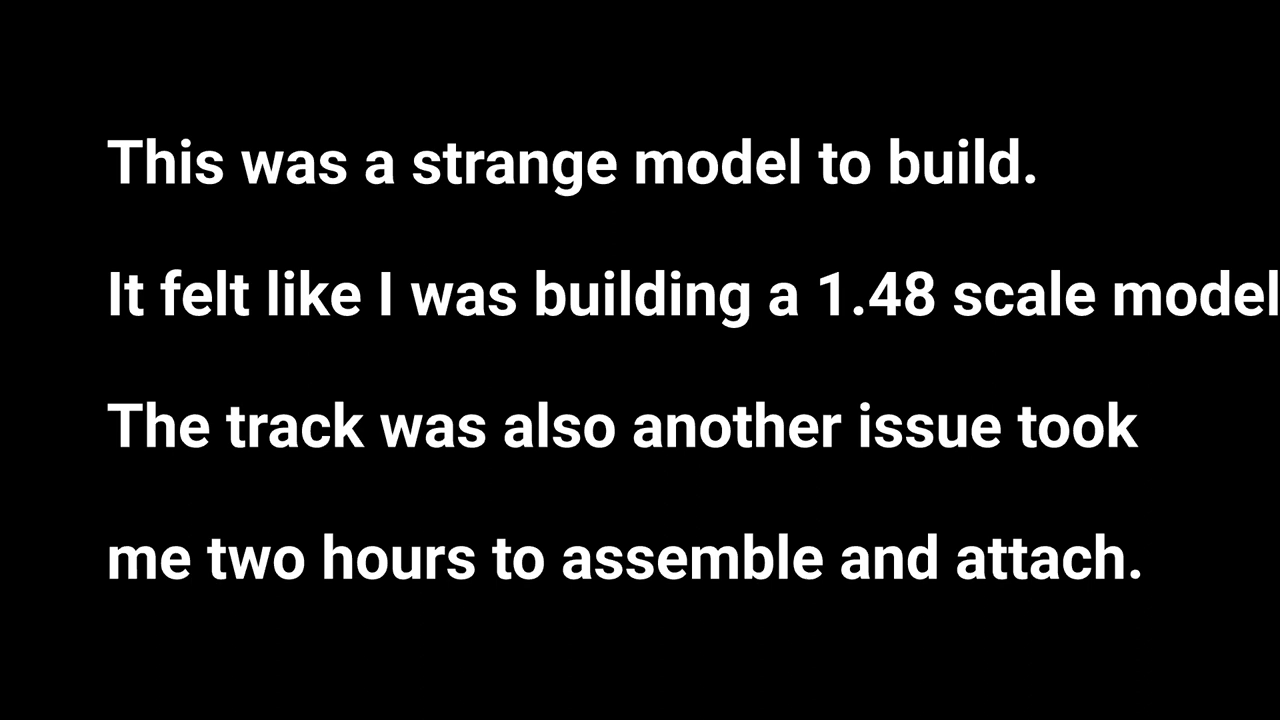 This was a strange model to build.
It felt like I was building a 1.48 scale model
The track was also another issue took
me two hours to assemble and attach.